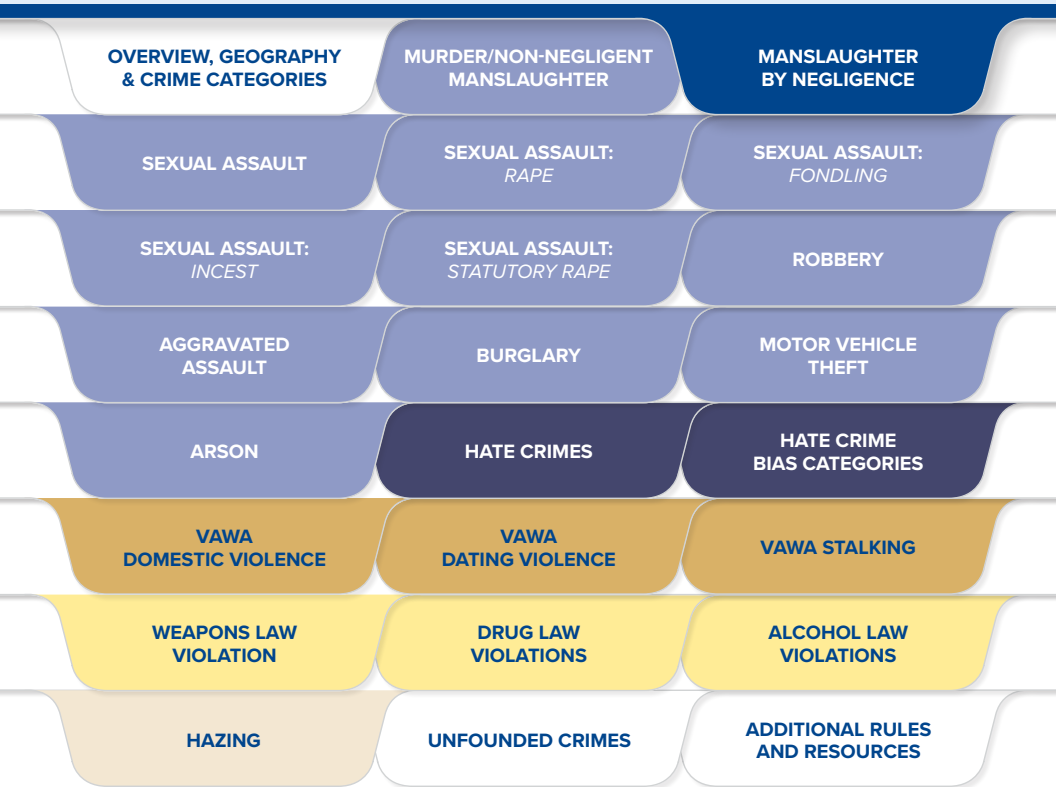 OVERVIEW, GEOGRAPHY
& CRIME CATEGORIES
MURDER/NON-NEGLIGENT
MANSLAUGHTER
MANSLAUGHTER
BY NEGLIGENCE
SEXUAL ASSAULT
SEXUAL ASSAULT:
RAPE
SEXUAL ASSAULT:
FONDLING
SEXUAL ASSAULT:
INCEST
SEXUAL ASSAULT:
STATUTORY RAPE
ROBBERY
AGGRAVATED
ASSAULT
BURGLARY
MOTOR VEHICLE
THEFT
ARSON
HATE CRIMES
HATE CRIME
BIAS CATEGORIES
VAWA
DOMESTIC VIOLENCE
VAWA
DATING VIOLENCE
VAWA STALKING
WEAPONS LAW
VIOLATION
DRUG LAW
VIOLATIONS
ALCOHOL LAW
VIOLATIONS
HAZING
UNFOUNDED CRIMES
ADDITIONAL RULES
AND RESOURCES